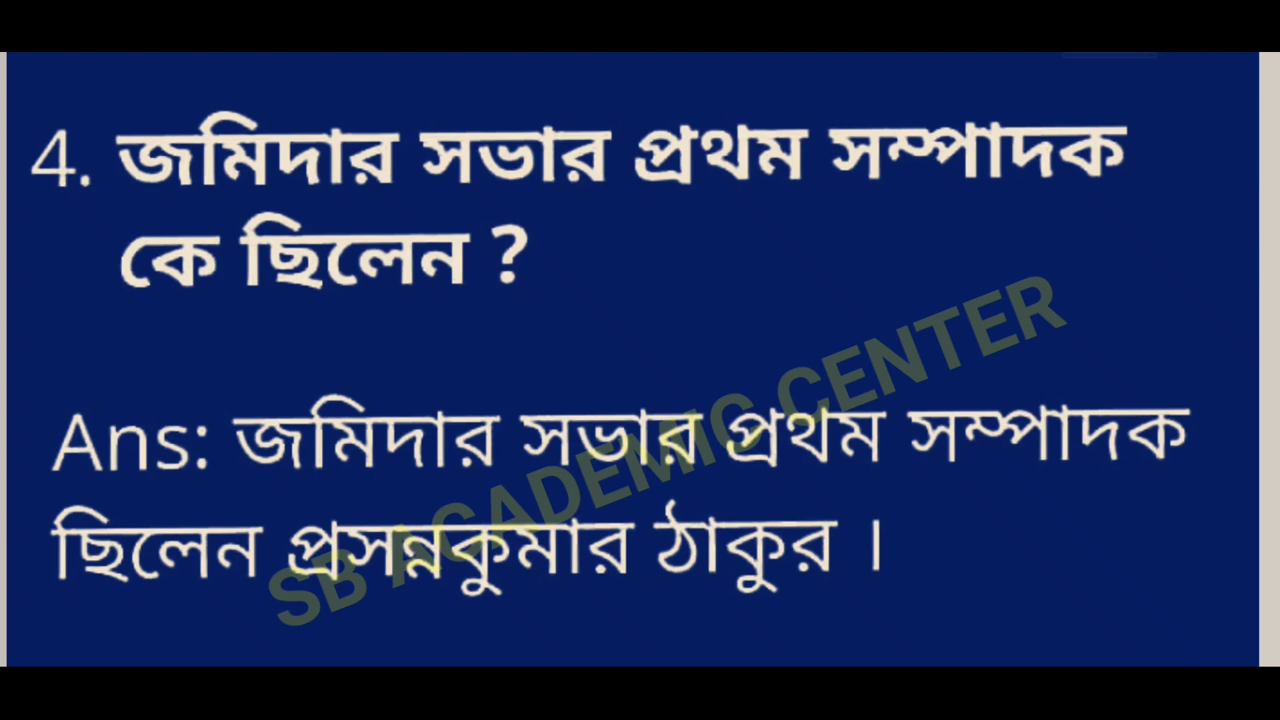 4. জমিদার সভার প্রথম সম্পাদক
কে ছিলেন ?
Ans: জমিদার সভার প্রথম সম্পাদক
ছিলেন প্রসন্নকুমার ঠাকুর ।
SB ACADEMIC CENTER